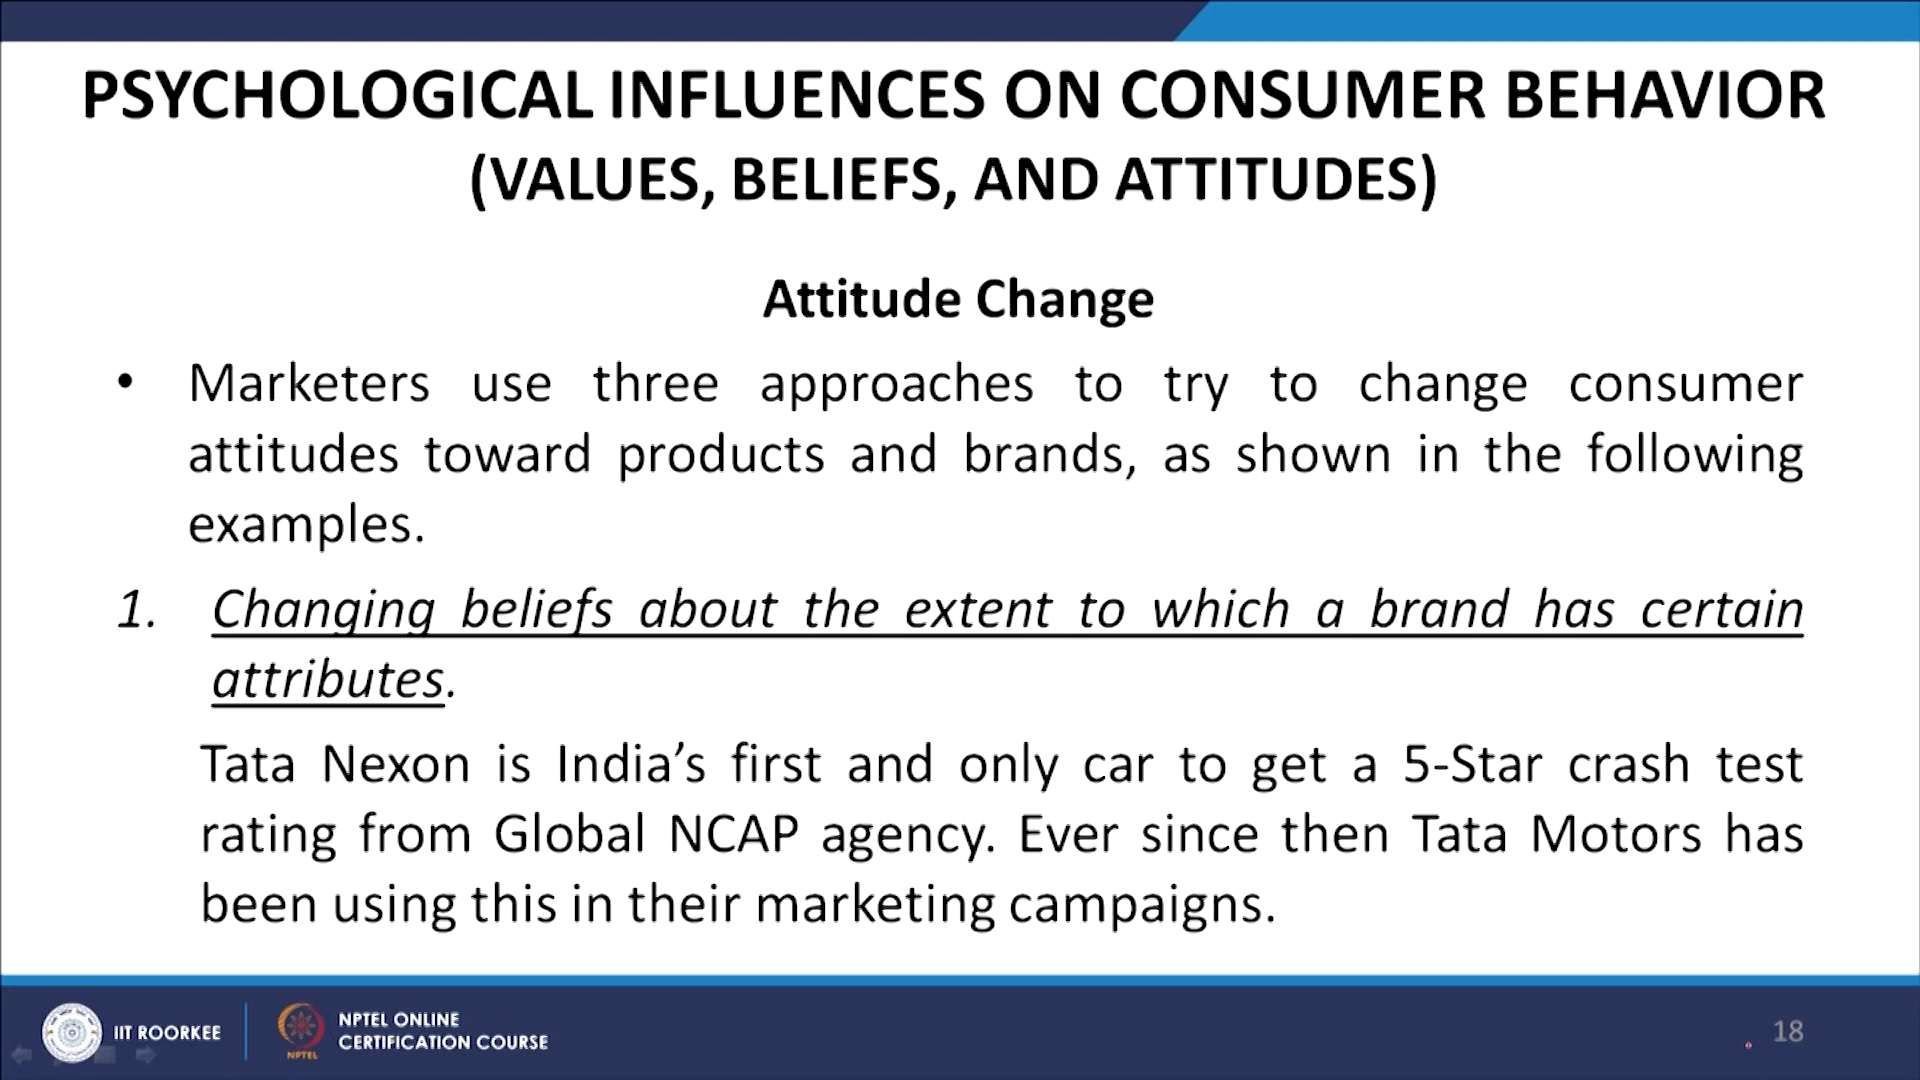 PSYCHOLOGICAL INFLUENCES ON CONSUMER BEHAVIOR
(VALUES, BELIEFS, AND ATTITUDES)
Attitude Change
• Marketers use three approaches to try to change consumer
attitudes toward products and brands, as shown in the following
examples.
1. Changing beliefs about the extent to which a brand has certain
attributes.
Tata Nexon is India’s first and only car to get a 5-Star crash test
rating from Global NCAP agency. Ever since then Tata Motors has
been using this in their marketing campaigns.
IIT ROORKEE
NPTEL
NPTEL ONLINE
CERTIFICATION COURSE
18